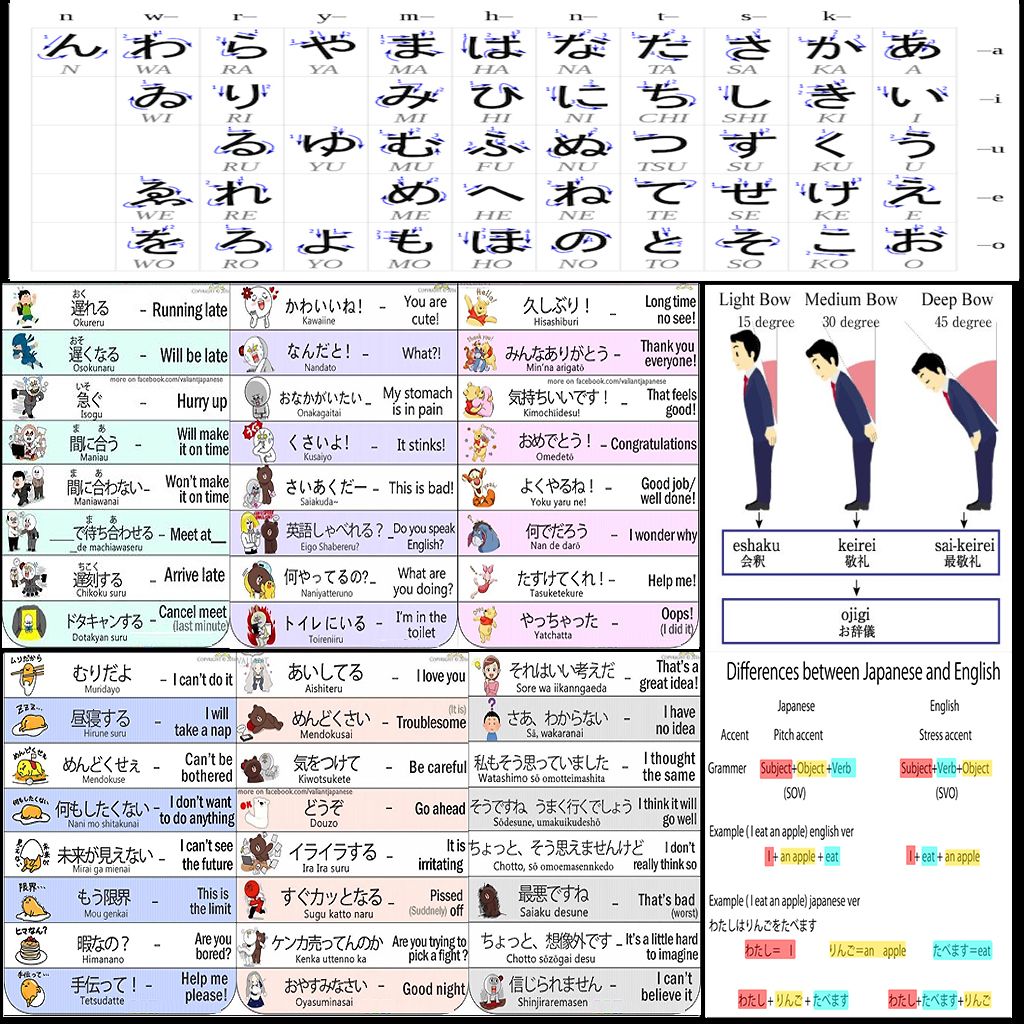 n w— r— y— m— h— n— t— s— k—
ん わ ら や ま は な た さ か あ —a
N WA RA YA MA HA NA TA SA KA A
ゐ り み ひ に ち し き い —i
WI RI MI HI NI CHI SHI KI I
る ゆ む ふ ぬ つ す く う —u
RU YU MU FU NU TSU SU KU U
ゑ れ め へ ね て せ け え —e
WE RE ME HE NE TE SE KE E
を ろ よ も ほ の と そ こ お —o
WO RO YO MO HO NO TO SO KO O
おく
遅れる – Running late
Okureru
おそ
遅くなる – Will be late
Osokunaru
more on facebook.com/valiantjapanese
いそ
急ぐ – Hurry up
Isogu
ま あ
間に合う – Will make it on time
Maniau
ま あ
間に合わない – Won't make it on time
Maniawanai
ま あ
__で待ち合わせる – Meet at__
_de machiawaseru
ちこく
遅刻する – Arrive late
Chikoku suru
ドタキャンする – Cancel meet (last minute)
Dotakyan suru
かわいいね! – You are cute!
Kawaiine
なんだと! – What?!
Nandato
おなかがいたい – My stomach is in pain
Onakagaitai
くさいよ! – It stinks!
Kusaiyo
さいあくだー – This is bad!
Saiakuda~
英語しゃべれる? – Do you speak English?
Eigo Shabereru?
何やってるの? – What are you doing?
Naniyatteruno
トイレにいる – I'm in the toilet
Toireniiru
Hello!
久しぶり! – Long time no see!
Hisashiburi
Thank you!
みんなありがとう – Thank you everyone!
Min'na arigatō
more on facebook.com/valiantjapanese
気持ちいいです! – That feels good!
Kimochiidesu!
おめでとう! – Congratulations
Omedetō
よくやるね! – Good job/ well done!
Yoku yaru ne!
何でだろう – I wonder why
Nan de darō
たすけてくれ! – Help me!
Tasuketekure
やっちゃった – Oops! (I did it)
Yatchatta
Light Bow Medium Bow Deep Bow
15 degree 30 degree 45 degree
eshaku keirei sai-keirei
会釈 敬礼 最敬礼
ojigi
お辞儀
ムリだから
むりだよ – I can't do it
Muridayo
ZZZ...
昼寝する – I will take a nap
Hirune suru
めんどくせぇ
めんどくせぇ – Can't be bothered
Mendokuse
何もしたくない
何もしたくない – I don't want to do anything
Nani mo shitakunai
未来が見えない – I can't see the future
Mirai ga mienai
限界...
もう限界 – This is the limit
Mou genkai
ヒマなん?
暇なの? – Are you bored?
Himanano
手伝って...
手伝って! – Help me please!
Tetsudatte
あいしてる – I love you
Aishiteru
めんどくさい – (It is) Troublesome
Mendokusai
気をつけて – Be careful
Kiwotsukete
more on facebook.com/valiantjapanese
OK
どうぞ – Go ahead
Douzo
イライラする – It is irritating
Ira Ira suru
すぐカッとなる – Pissed (Suddnely) off
Sugu katto naru
ケンカ売ってんのか Are you trying to pick a fight ?
Kenka uttenno ka
おやすみなさい – Good night
Oyasuminasai
それはいい考えだ – That's a great idea!
Sore wa iikanngaeda
?
さあ、わからない – I have no idea
Sā, wakaranai
私もそう思っていました – I thought the same
Watashimo sō omotteimashita
そうですね うまく行くでしょう I think it will go well
Sōdesune, umakuikudeshō
ちょっと、そう思えませんけど I don't really think so
Chotto, sō omoemasennkedo
最悪ですね – That's bad (worst)
Saiaku desune
ちょっと、想像外です – It's a little hard to imagine
Chotto sōzōgai desu
信じられません – I can't believe it
Shinjiraremasen
Differences between Japanese and English
Japanese English
Accent Pitch accent Stress accent
Grammer Subject+Object+Verb Subject+Verb+Object
(SOV) (SVO)
Example ( I eat an apple) english ver
I + an apple + eat I + eat + an apple
Example ( I eat an apple) japanese ver
わたしはりんごをたべます
わたし= I りんご=an apple たべます=eat
わたし + りんご + たべます わたし+たべます+りんご